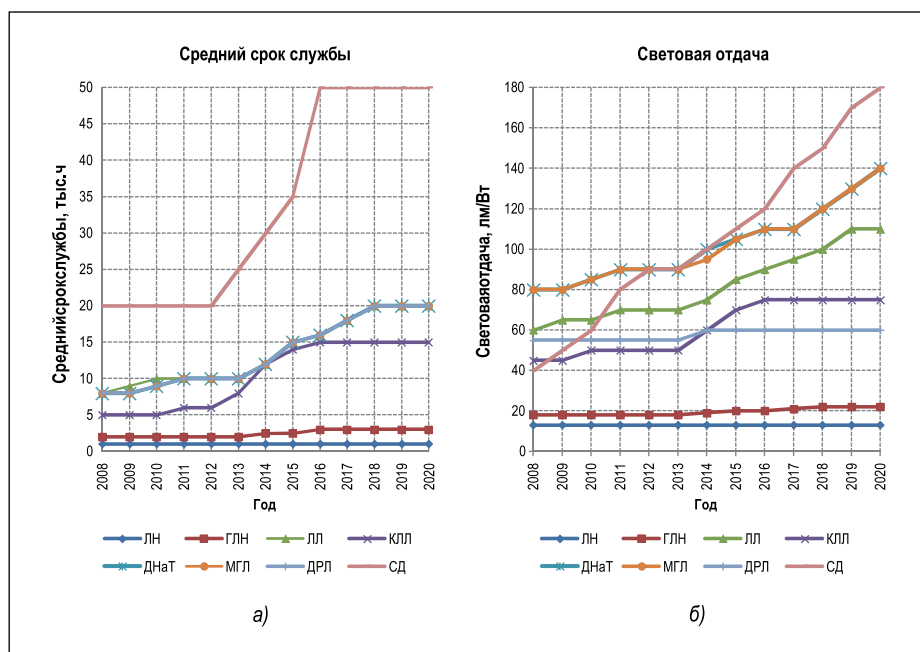 Средний срок службы
Среднийсрокслужбы, тыс.ч
50
45
40
35
30
25
20
15
10
5
0
2008 2009 2010 2011 2012 2013 2014 2015 2016 2017 2018 2019 2020
Год
ЛН ГЛН ЛЛ КЛЛ
ДНаТ МГЛ ДРЛ СД
а)
Световая отдача
Световаяотдача, лм/Вт
180
160
140
120
100
80
60
40
20
0
2008 2009 2010 2011 2012 2013 2014 2015 2016 2017 2018 2019 2020
Год
ЛН ГЛН ЛЛ КЛЛ
ДНаТ МГЛ ДРЛ СД
б)